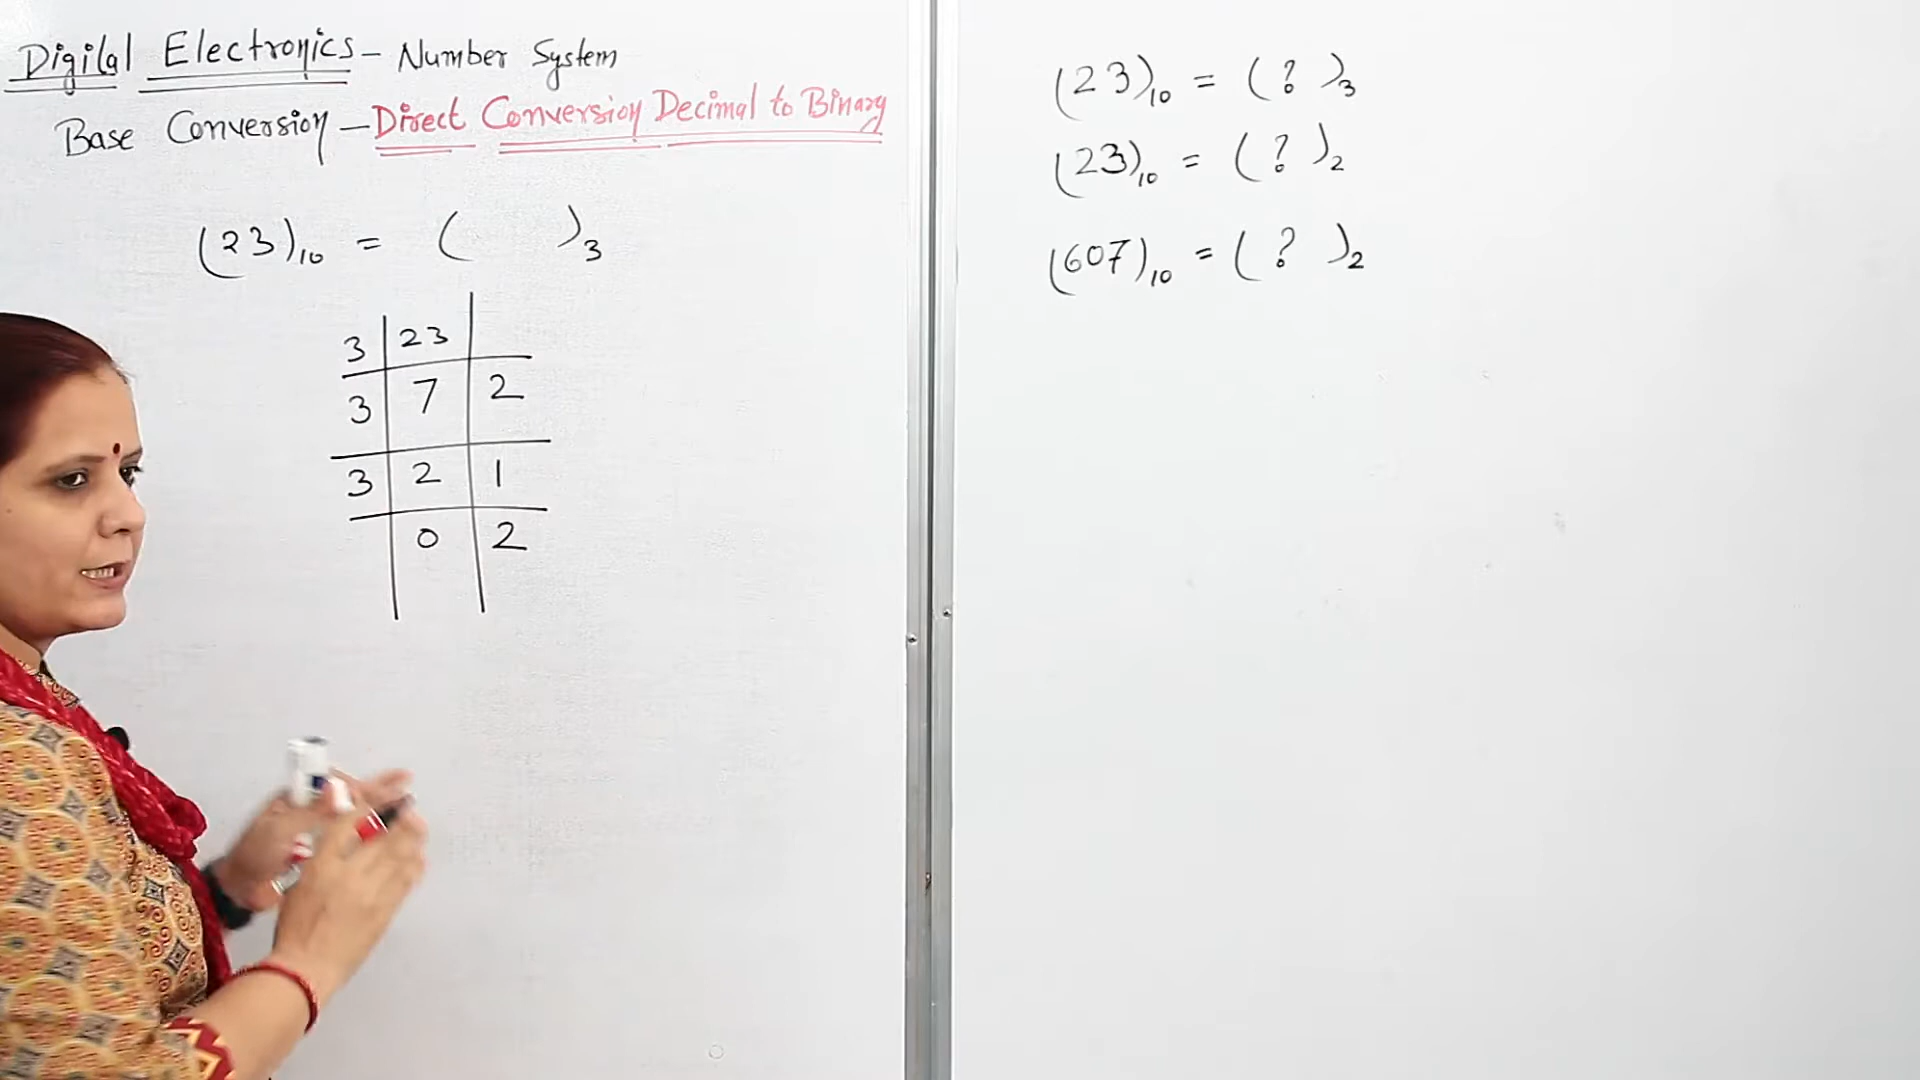 Digital Electronics – Number System
Base Conversion – Direct Conversion Decimal to Binary
(23)₁₀ = (   )₃
3 | 23 |
3 | 7 | 2
3 | 2 | 1
| 0 | 2
(23)₁₀ = ( ? )₃
(23)₁₀ = ( ? )₂
(607)₁₀ = ( ? )₂